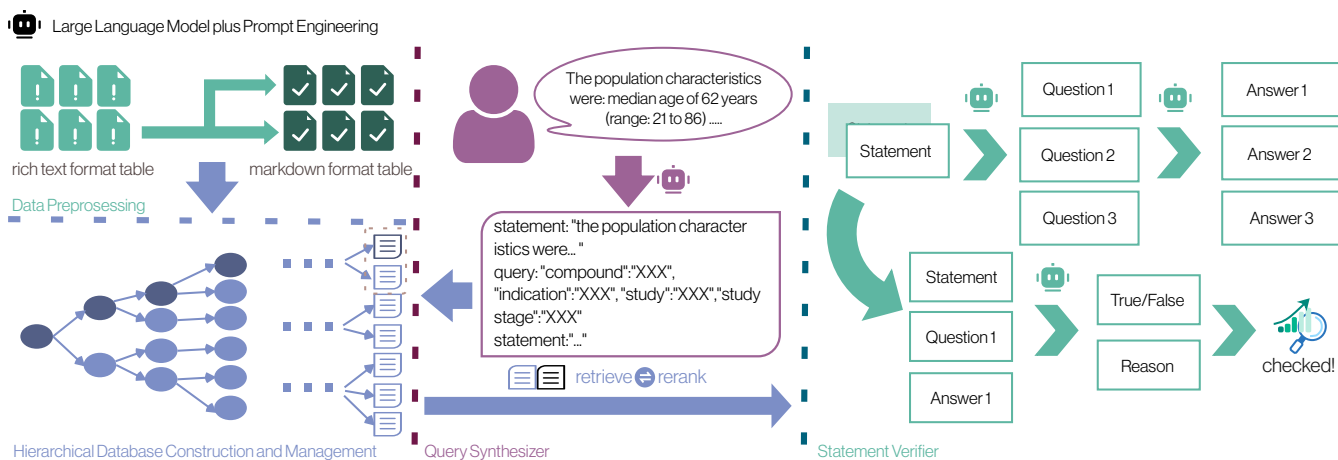 Large Language Model plus Prompt Engineering
rich text format table
markdown format table
Data Preprosessing
Hierarchical Database Construction and Management
The population characteristics
were: median age of 62 years
(range: 21 to 86) .....
statement: "the population character
istics were... "
query: "compound":"XXX",
"indication":"XXX", "study":"XXX","study
stage":"XXX"
statement:"..."
retrieve rerank
Query Synthesizer
Statement
Question 1
Question 2
Question 3
Answer 1
Answer 2
Answer 3
Statement
Question 1
Answer 1
True/False
Reason
checked!
Statement Verifier